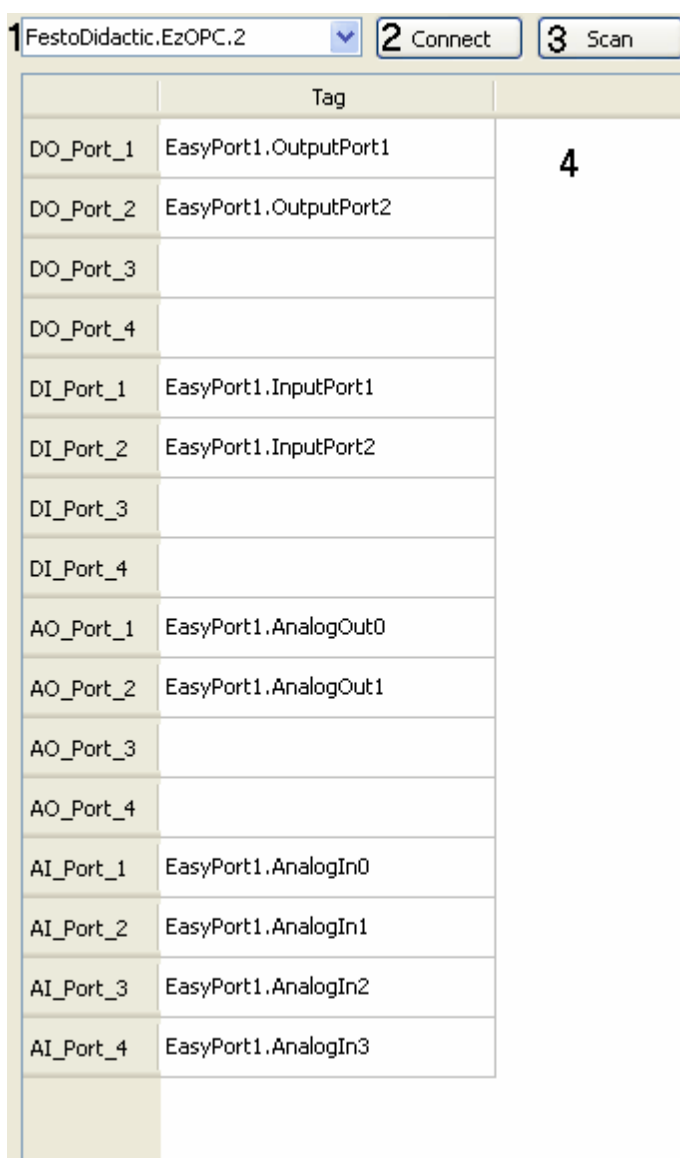 1 FestoDidactic.EzOPC.2 2 Connect 3 Scan
Tag
DO_Port_1 EasyPort1.OutputPort1 4
DO_Port_2 EasyPort1.OutputPort2
DO_Port_3
DO_Port_4
DI_Port_1 EasyPort1.InputPort1
DI_Port_2 EasyPort1.InputPort2
DI_Port_3
DI_Port_4
AO_Port_1 EasyPort1.AnalogOut0
AO_Port_2 EasyPort1.AnalogOut1
AO_Port_3
AO_Port_4
AI_Port_1 EasyPort1.AnalogIn0
AI_Port_2 EasyPort1.AnalogIn1
AI_Port_3 EasyPort1.AnalogIn2
AI_Port_4 EasyPort1.AnalogIn3